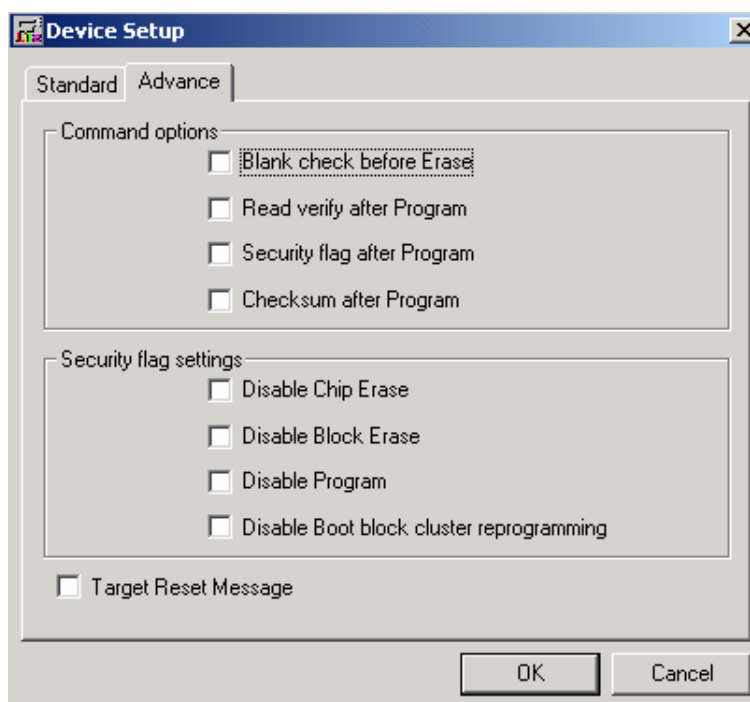 Device Setup
Standard Advance
Command options
Blank check before Erase
Read verify after Program
Security flag after Program
Checksum after Program
Security flag settings
Disable Chip Erase
Disable Block Erase
Disable Program
Disable Boot block cluster reprogramming
Target Reset Message
OK Cancel